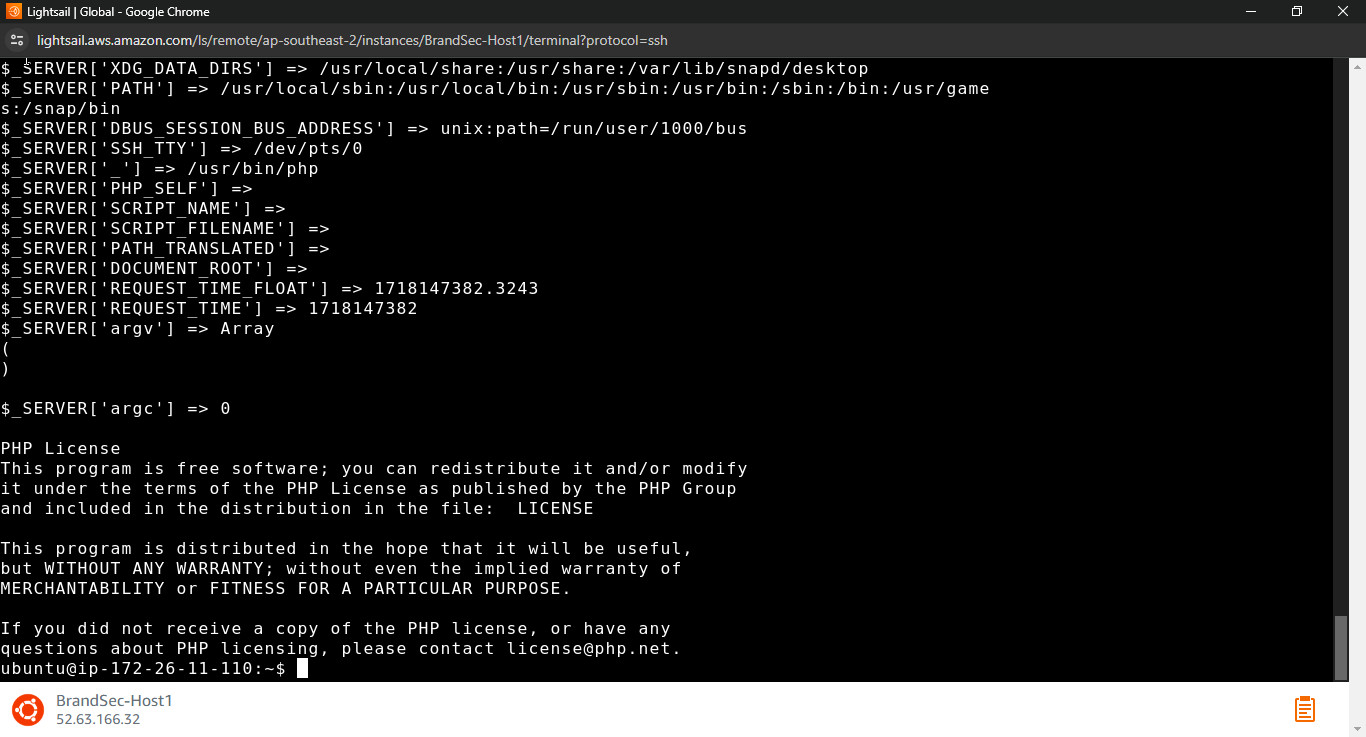 Lightsail | Global - Google Chrome
lightsail.aws.amazon.com/ls/remote/ap-southeast-2/instances/BrandSec-Host1/terminal?protocol=ssh
$_SERVER['XDG_DATA_DIRS'] => /usr/local/share:/usr/share:/var/lib/snapd/desktop
$_SERVER['PATH'] => /usr/local/sbin:/usr/local/bin:/usr/sbin:/usr/bin:/sbin:/bin:/usr/game
s:/snap/bin
$_SERVER['DBUS_SESSION_BUS_ADDRESS'] => unix:path=/run/user/1000/bus
$_SERVER['SSH_TTY'] => /dev/pts/0
$_SERVER['_'] => /usr/bin/php
$_SERVER['PHP_SELF'] =>
$_SERVER['SCRIPT_NAME'] =>
$_SERVER['SCRIPT_FILENAME'] =>
$_SERVER['PATH_TRANSLATED'] =>
$_SERVER['DOCUMENT_ROOT'] =>
$_SERVER['REQUEST_TIME_FLOAT'] => 1718147382.3243
$_SERVER['REQUEST_TIME'] => 1718147382
$_SERVER['argv'] => Array
(
)
$_SERVER['argc'] => 0
PHP License
This program is free software; you can redistribute it and/or modify
it under the terms of the PHP License as published by the PHP Group
and included in the distribution in the file:  LICENSE
This program is distributed in the hope that it will be useful,
but WITHOUT ANY WARRANTY; without even the implied warranty of
MERCHANTABILITY or FITNESS FOR A PARTICULAR PURPOSE.
If you did not receive a copy of the PHP license, or have any
questions about PHP licensing, please contact license@php.net.
ubuntu@ip-172-26-11-110:~$
BrandSec-Host1
52.63.166.32